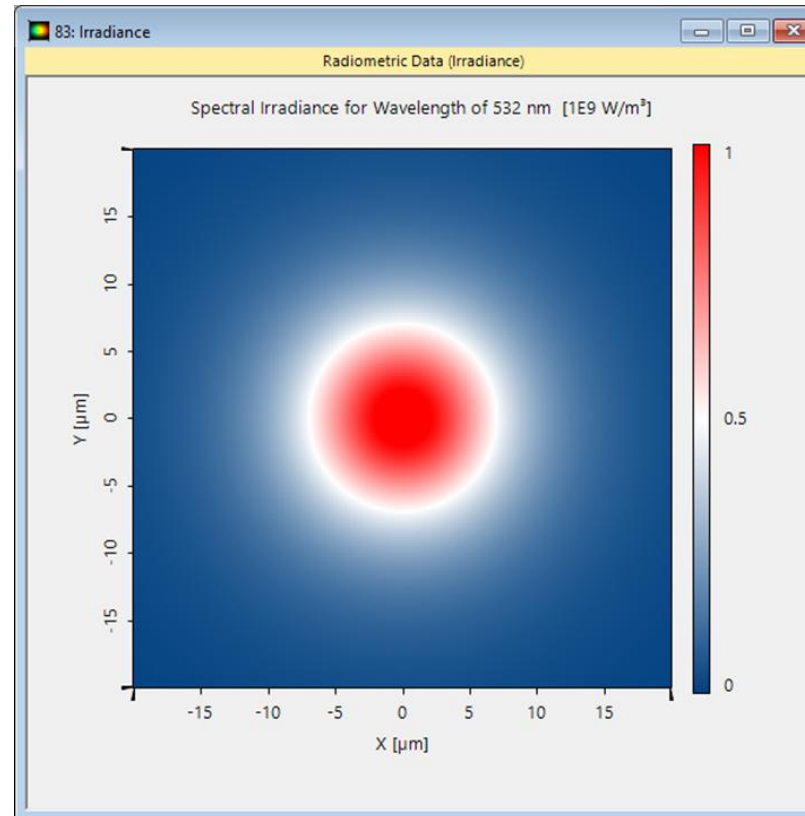 83: Irradiance
Radiometric Data (Irradiance)
Spectral Irradiance for Wavelength of 532 nm [1E9 W/m³]
1
0.5
0
15
10
5
0
-5
-10
-15
Y [µm]
-15 -10 -5 0 5 10 15
X [µm]